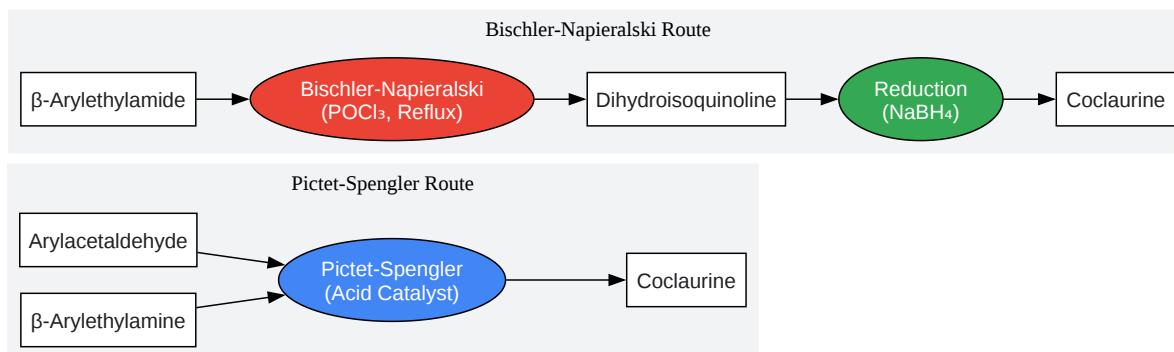 Bischler-Napieralski Route
β-Arylethylamide
Bischler-Napieralski
(POCl₃, Reflux)
Dihydroisoquinoline
Reduction
(NaBH₄)
Coclaurine
Pictet-Spengler Route
Arylacetaldehyde
β-Arylethylamine
Pictet-Spengler
(Acid Catalyst)
Coclaurine